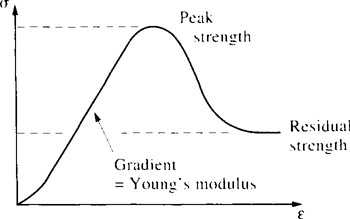 σ
Peak
strength
Residual
strength
Gradient
= Young's modulus
ε